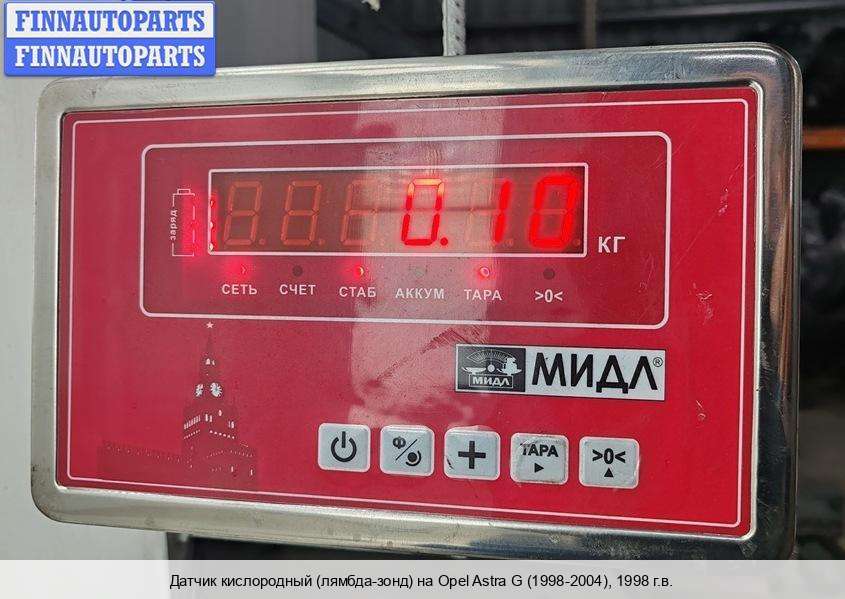 FINNAUTOPARTS
FINNAUTOPARTS
заряд
0.10
КГ
СЕТЬ СЧЕТ СТАБ АККУМ ТАРА >0<
МИДЛ
МИДЛ®
Ф
+
ТАРА
>0<
Датчик кислородный (лямбда-зонд) на Opel Astra G (1998-2004), 1998 г.в.